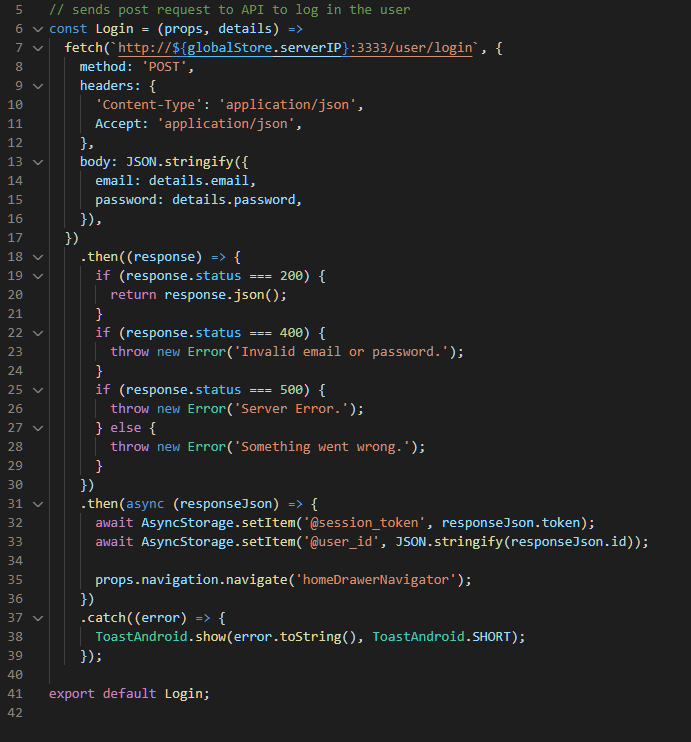 5 // sends post request to API to log in the user
6 const Login = (props, details) =>
7   fetch(`http://${globalStore.serverIP}:3333/user/login`, {
8     method: 'POST',
9     headers: {
10       'Content-Type': 'application/json',
11       Accept: 'application/json',
12     },
13     body: JSON.stringify({
14       email: details.email,
15       password: details.password,
16     }),
17   })
18     .then((response) => {
19       if (response.status === 200) {
20         return response.json();
21       }
22       if (response.status === 400) {
23         throw new Error('Invalid email or password.');
24       }
25       if (response.status === 500) {
26         throw new Error('Server Error.');
27       } else {
28         throw new Error('Something went wrong.');
29       }
30     })
31     .then(async (responseJson) => {
32       await AsyncStorage.setItem('@session_token', responseJson.token);
33       await AsyncStorage.setItem('@user_id', JSON.stringify(responseJson.id));
34
35       props.navigation.navigate('homeDrawerNavigator');
36     })
37     .catch((error) => {
38       ToastAndroid.show(error.toString(), ToastAndroid.SHORT);
39     });
40
41 export default Login;
42